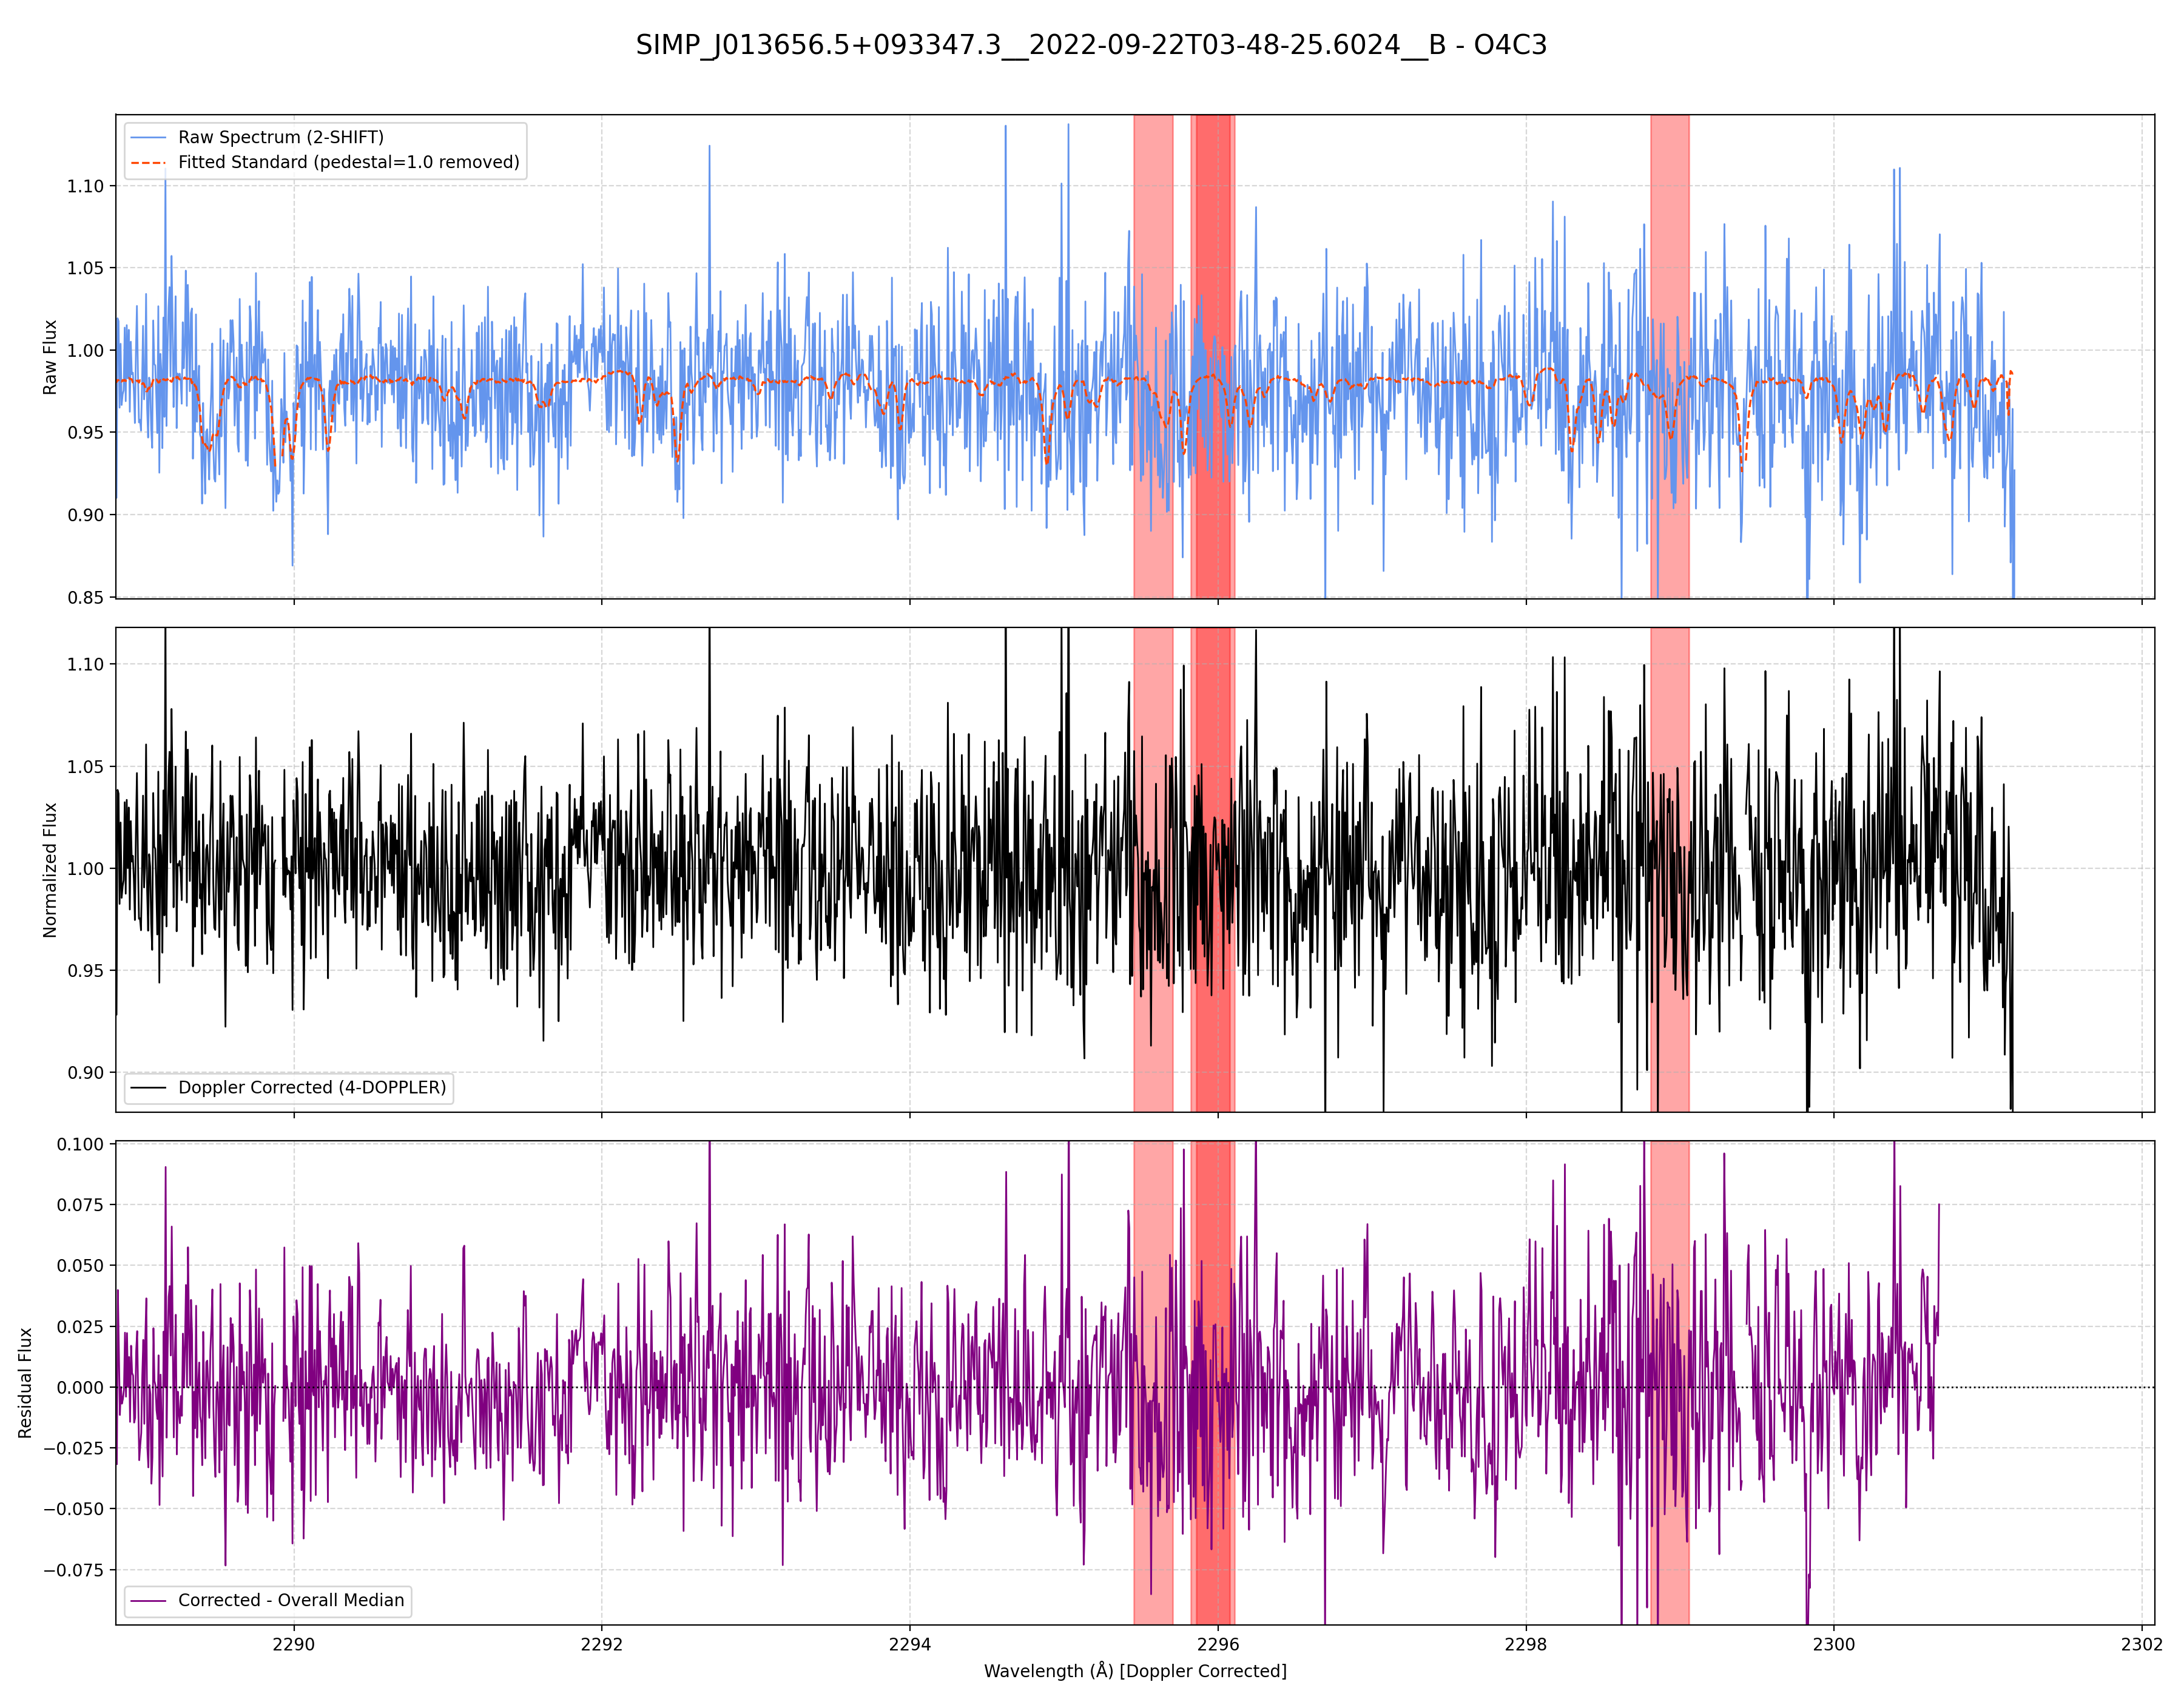 SIMP_J013656.5+093347.3__2022-09-22T03-48-25.6024__B - O4C3
Raw Spectrum (2-SHIFT)
Fitted Standard (pedestal=1.0 removed)
Raw Flux
1.10
1.05
1.00
0.95
0.90
0.85
Normalized Flux
1.10
1.05
1.00
0.95
0.90
Doppler Corrected (4-DOPPLER)
Residual Flux
0.100
0.075
0.050
0.025
0.000
−0.025
−0.050
−0.075
Corrected - Overall Median
2290
2292
2294
2296
2298
2300
2302
Wavelength (Å) [Doppler Corrected]